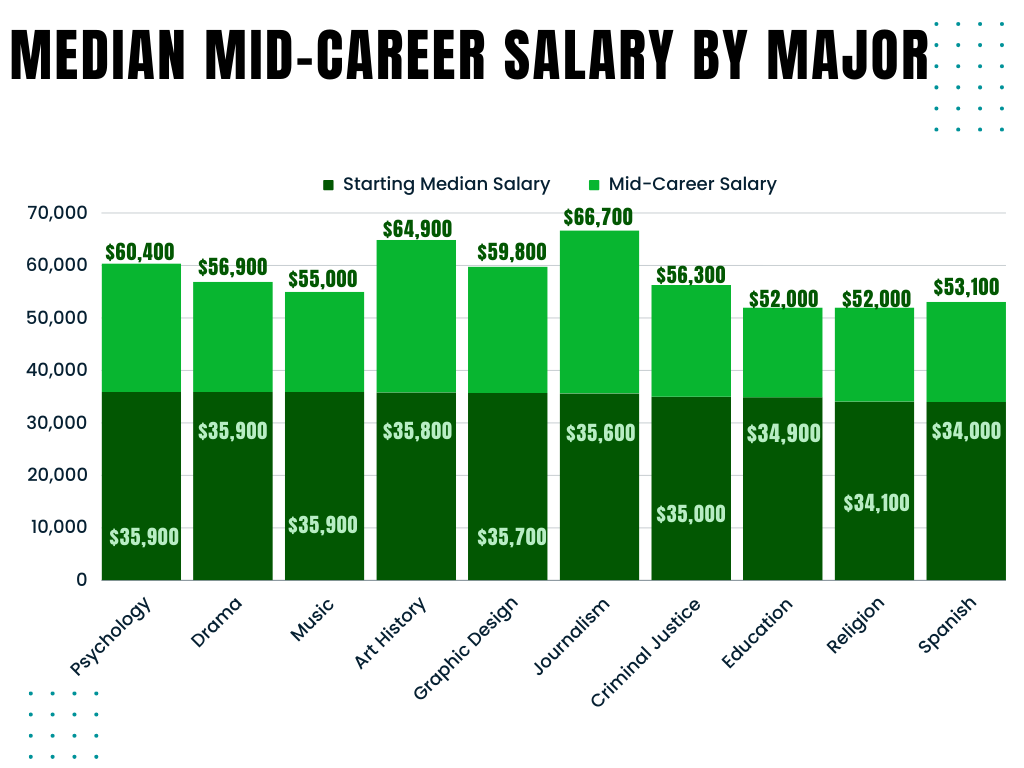 MEDIAN MID-CAREER SALARY BY MAJOR
Starting Median Salary
Mid-Career Salary
70,000
60,000
50,000
40,000
30,000
20,000
10,000
0
$60,400
$56,900
$55,000
$64,900
$59,800
$66,700
$56,300
$52,000
$52,000
$53,100
$35,900
$35,900
$35,900
$35,800
$35,700
$35,600
$35,000
$34,900
$34,100
$34,000
Psychology
Drama
Music
Art History
Graphic Design
Journalism
Criminal Justice
Education
Religion
Spanish